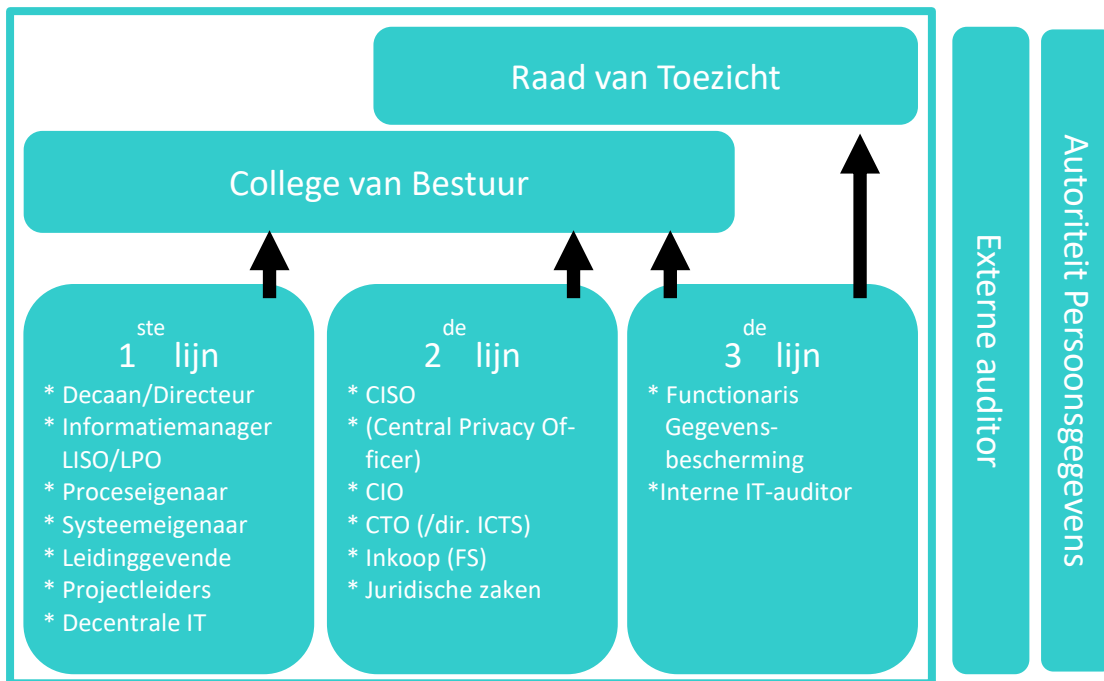 Raad van Toezicht
College van Bestuur
1ste lijn
* Decaan/Directeur
* Informatiemanager
LISO/LPO
* Proceseigenaar
* Systeemeigenaar
* Leidinggevende
* Projectleiders
* Decentrale IT
2de lijn
* CISO
* (Central Privacy Of-
ficer)
* CIO
* CTO (/dir. ICTS)
* Inkoop (FS)
* Juridische zaken
3de lijn
* Functionaris
Gegevens-
bescherming
*Interne IT-auditor
Externe auditor
Autoriteit Persoonsgegevens